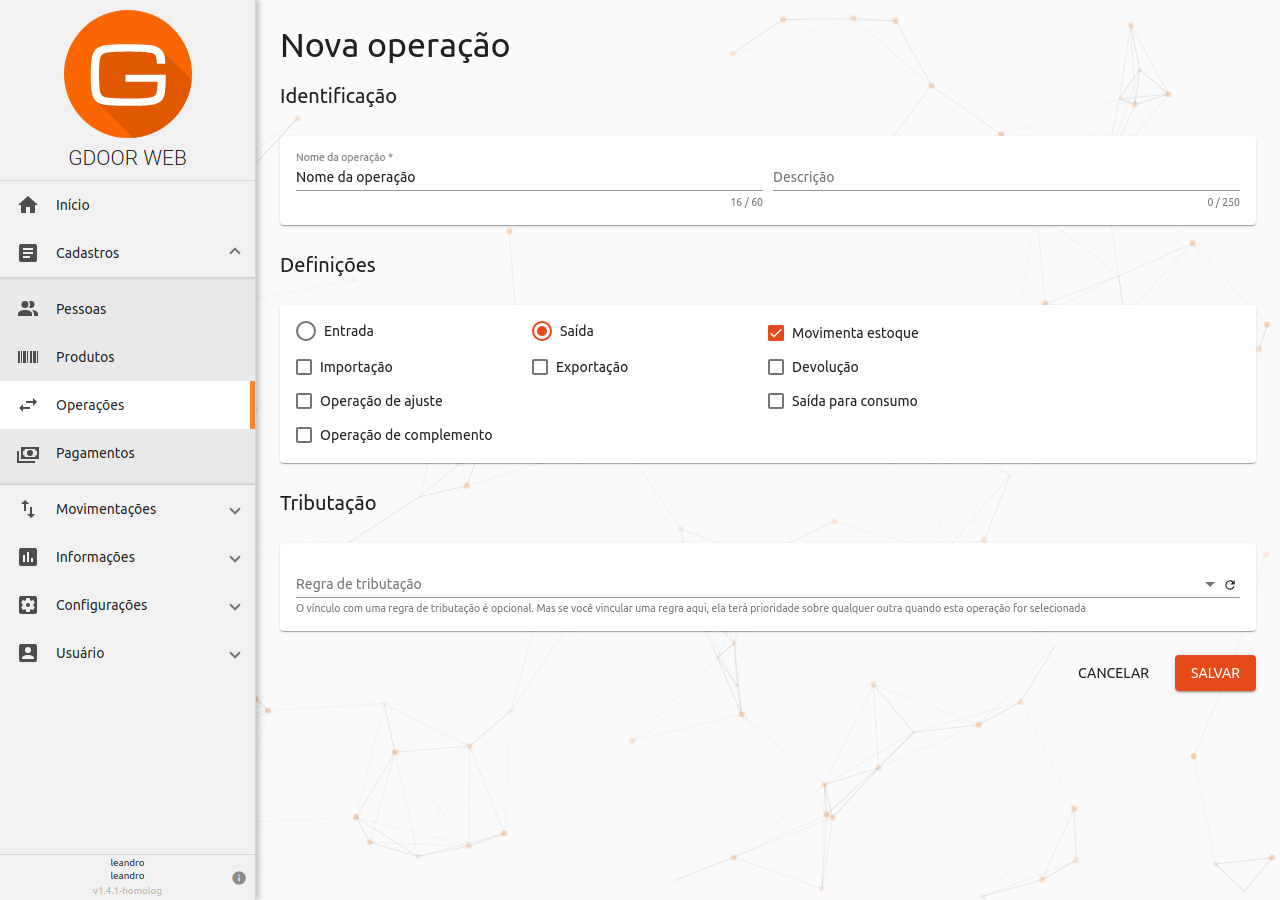 G
GDOOR WEB
Início
Cadastros
Pessoas
Produtos
Operações
Pagamentos
Movimentações
Informações
Configurações
Usuário
leandro
leandro
v1.4.1-homolog
Nova operação
Identificação
Nome da operação *
Nome da operação
16 / 60
Descrição
0 / 250
Definições
Entrada
Saída
Movimenta estoque
Importação
Exportação
Devolução
Operação de ajuste
Saída para consumo
Operação de complemento
Tributação
Regra de tributação
O vínculo com uma regra de tributação é opcional. Mas se você vincular uma regra aqui, ela terá prioridade sobre qualquer outra quando esta operação for selecionada
CANCELAR
SALVAR